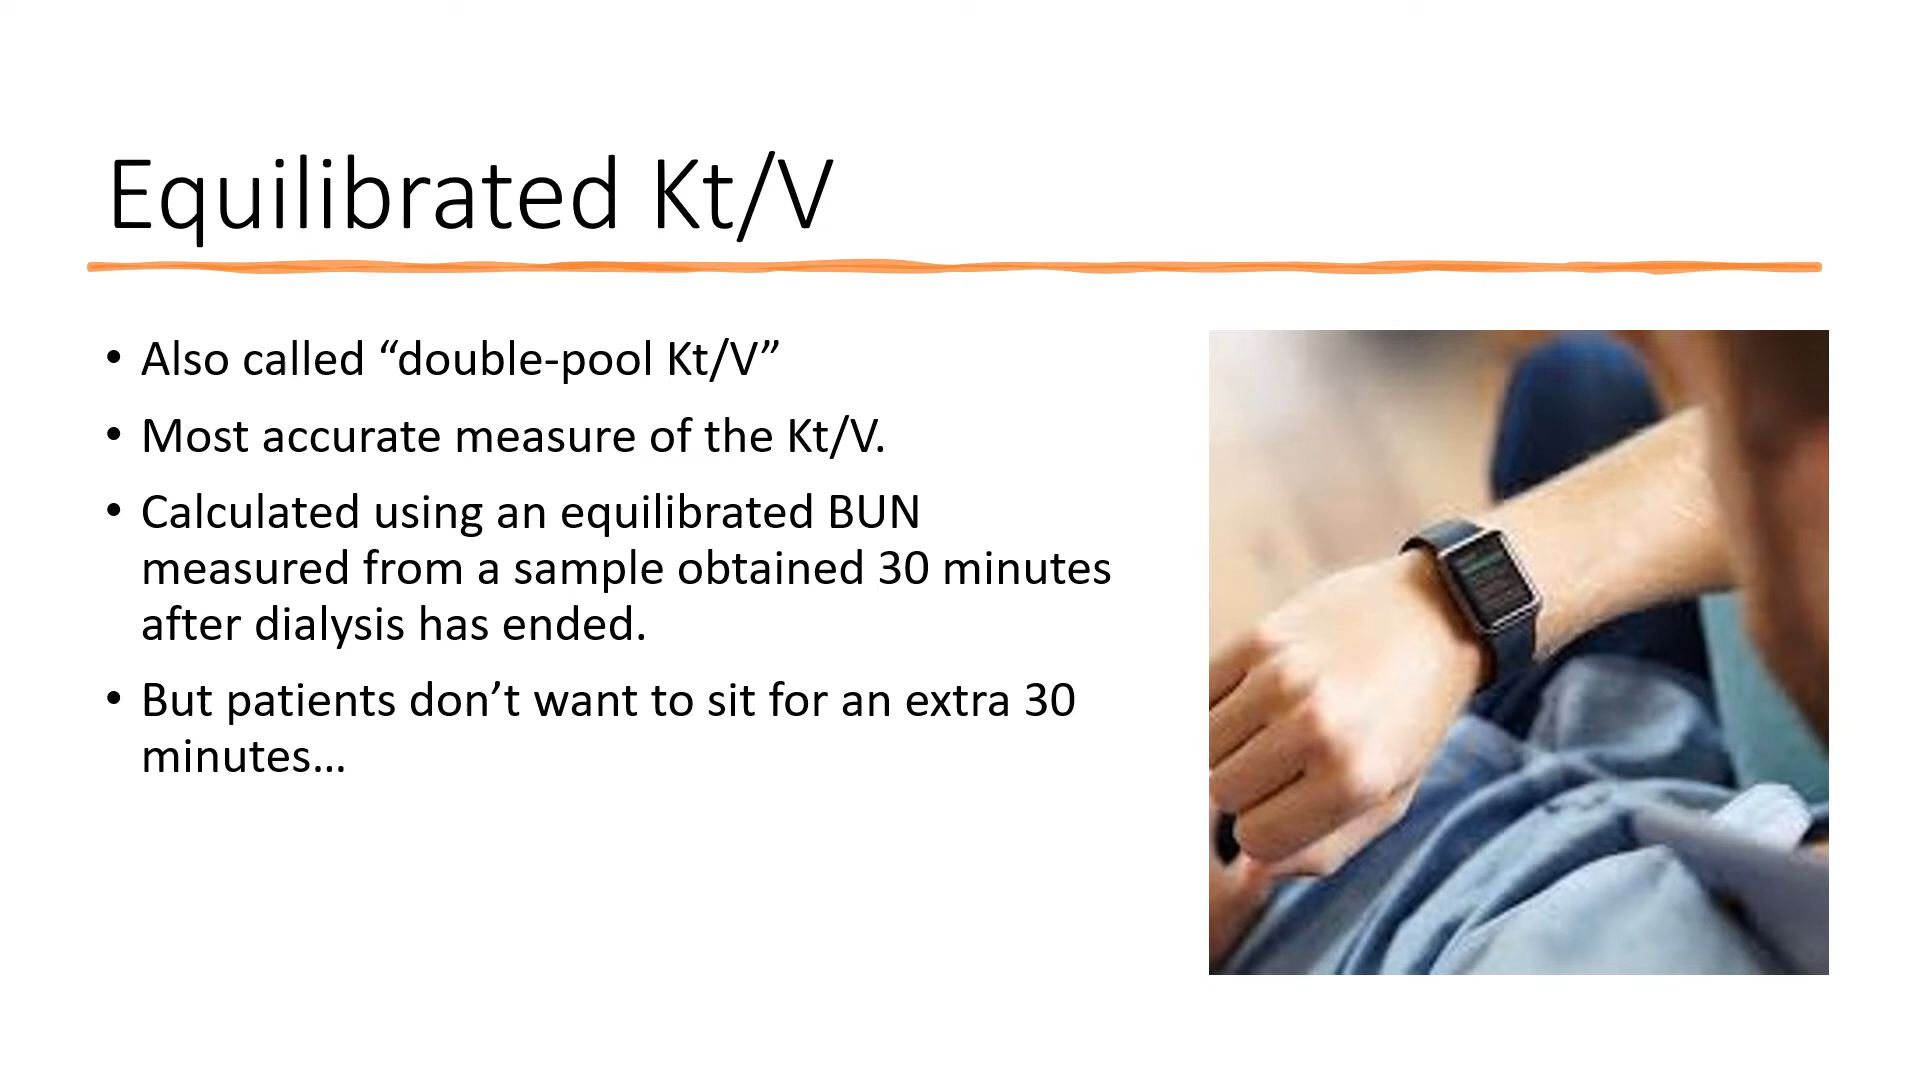 Equilibrated Kt/V
• Also called “double-pool Kt/V”
• Most accurate measure of the Kt/V.
• Calculated using an equilibrated BUN
measured from a sample obtained 30 minutes
after dialysis has ended.
• But patients don’t want to sit for an extra 30
minutes…